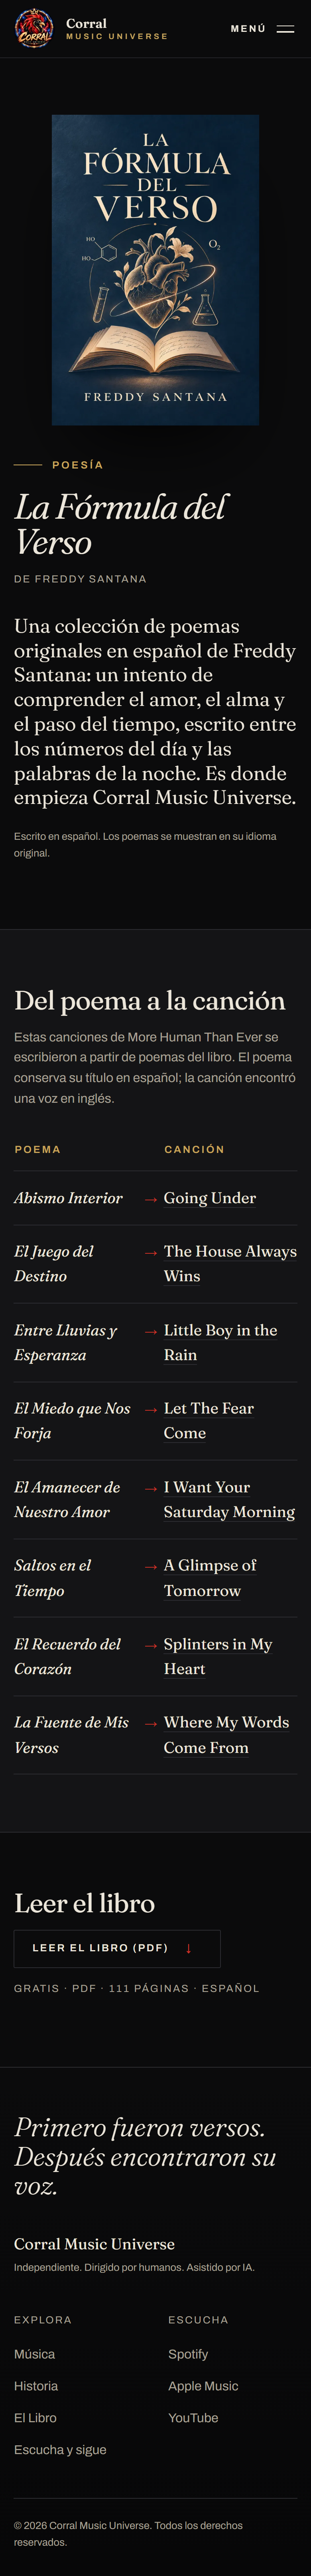 CORRAL
Corral
MUSIC UNIVERSE
MENÚ
LA
FÓRMULA
DEL
VERSO
HO
HO
O2
FREDDY SANTANA
POESÍA
La Fórmula del
Verso
DE FREDDY SANTANA
Una colección de poemas
originales en español de Freddy
Santana: un intento de
comprender el amor, el alma y
el paso del tiempo, escrito entre
los números del día y las
palabras de la noche. Es donde
empieza Corral Music Universe.
Escrito en español. Los poemas se muestran en su idioma
original.
Del poema a la canción
Estas canciones de More Human Than Ever se
escribieron a partir de poemas del libro. El poema
conserva su título en español; la canción encontró
una voz en inglés.
POEMA CANCIÓN
Abismo Interior → Going Under
El Juego del → The House Always
Destino Wins
Entre Lluvias y → Little Boy in the
Esperanza Rain
El Miedo que Nos → Let The Fear
Forja Come
El Amanecer de → I Want Your
Nuestro Amor Saturday Morning
Saltos en el → A Glimpse of
Tiempo Tomorrow
El Recuerdo del → Splinters in My
Corazón Heart
La Fuente de Mis → Where My Words
Versos Come From
Leer el libro
LEER EL LIBRO (PDF) ↓
GRATIS · PDF · 111 PÁGINAS · ESPAÑOL
Primero fueron versos.
Después encontraron su
voz.
Corral Music Universe
Independiente. Dirigido por humanos. Asistido por IA.
EXPLORA ESCUCHA
Música Spotify
Historia Apple Music
El Libro YouTube
Escucha y sigue
© 2026 Corral Music Universe. Todos los derechos
reservados.